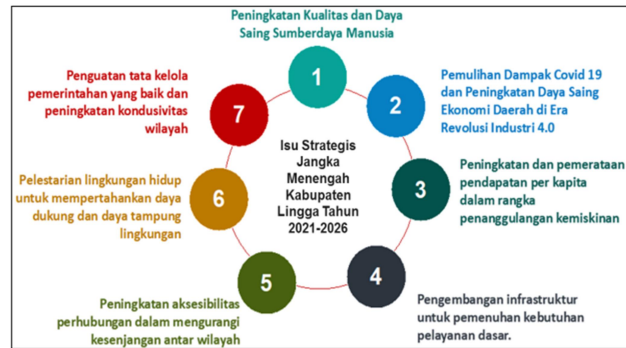 Peningkatan Kualitas dan Daya
Saing Sumberdaya Manusia
1
Pemulihan Dampak Covid 19
dan Peningkatan Daya Saing
Ekonomi Daerah di Era
Revolusi Industri 4.0
2
Peningkatan dan pemerataan
pendapatan per kapita
dalam rangka
penanggulangan kemiskinan
3
Pengembangan infrastruktur
untuk pemenuhan kebutuhan
pelayanan dasar.
4
Peningkatan aksesibilitas
perhubungan dalam mengurangi
kesenjangan antar wilayah
5
Pelestarian lingkungan hidup
untuk mempertahankan daya
dukung dan daya tampung
lingkungan
6
Penguatan tata kelola
pemerintahan yang baik dan
peningkatan kondusivitas
wilayah
7
Isu Strategis
Jangka
Menengah
Kabupaten
Lingga Tahun
2021-2026